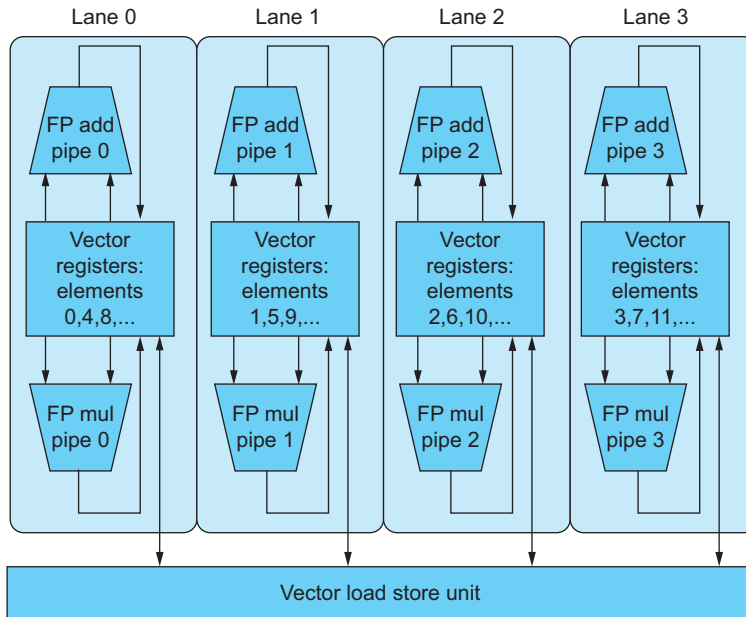 Lane 0
Lane 1
Lane 2
Lane 3
FP add
pipe 0
FP add
pipe 1
FP add
pipe 2
FP add
pipe 3
Vector
registers:
elements
0,4,8,...
Vector
registers:
elements
1,5,9,...
Vector
registers:
elements
2,6,10,...
Vector
registers:
elements
3,7,11,...
FP mul
pipe 0
FP mul
pipe 1
FP mul
pipe 2
FP mul
pipe 3
Vector load store unit